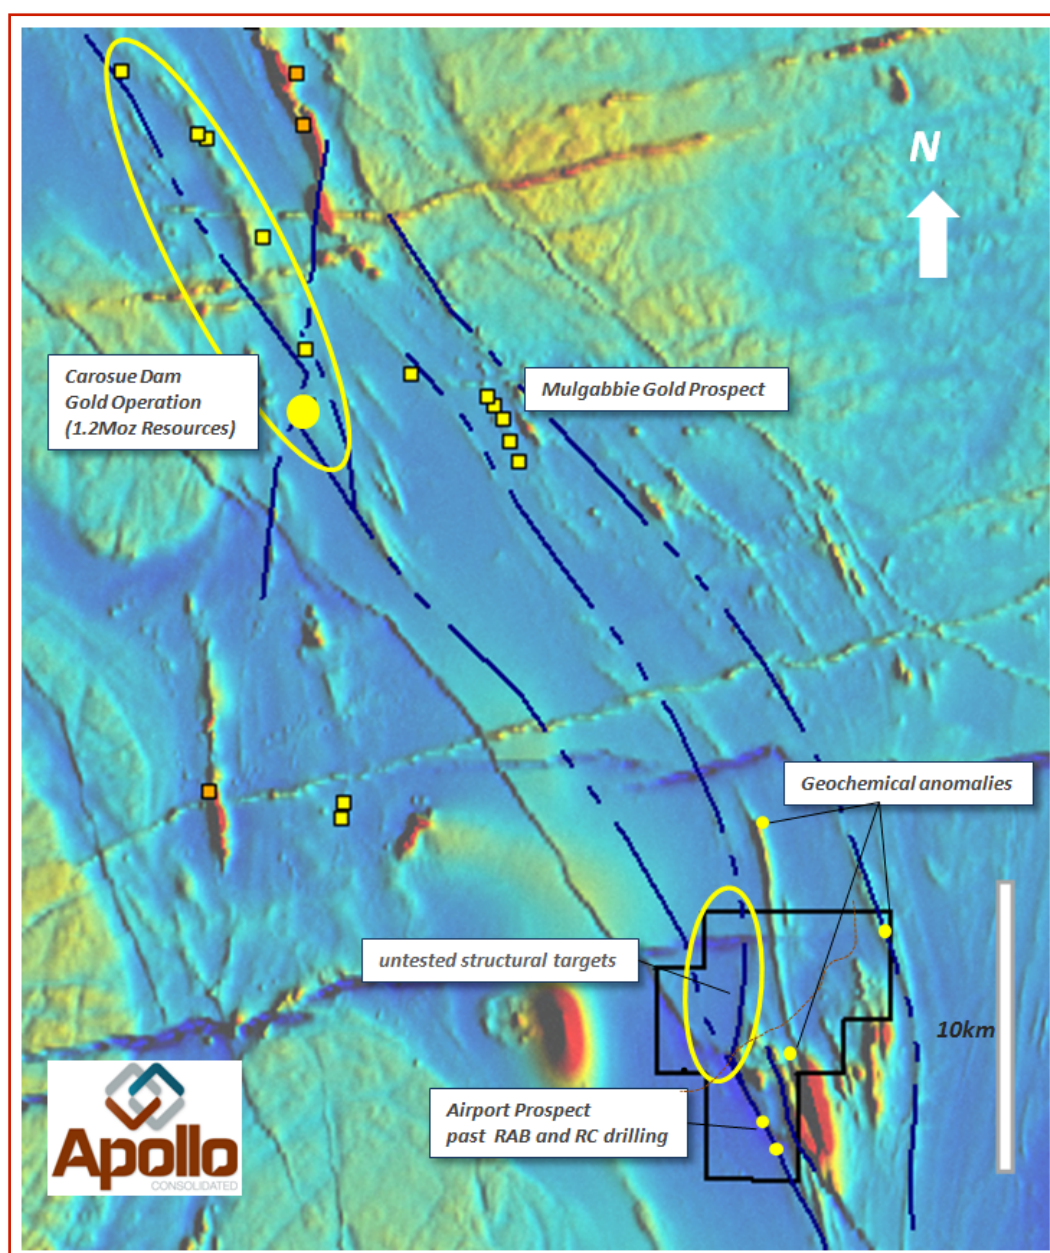 N
Carosue Dam
Gold Operation
(1.2Moz Resources)
Mulgabbie Gold Prospect
Geochemical anomalies
untested structural targets
10km
Airport Prospect
past RAB and RC drilling
Apollo
CONSOLIDATED